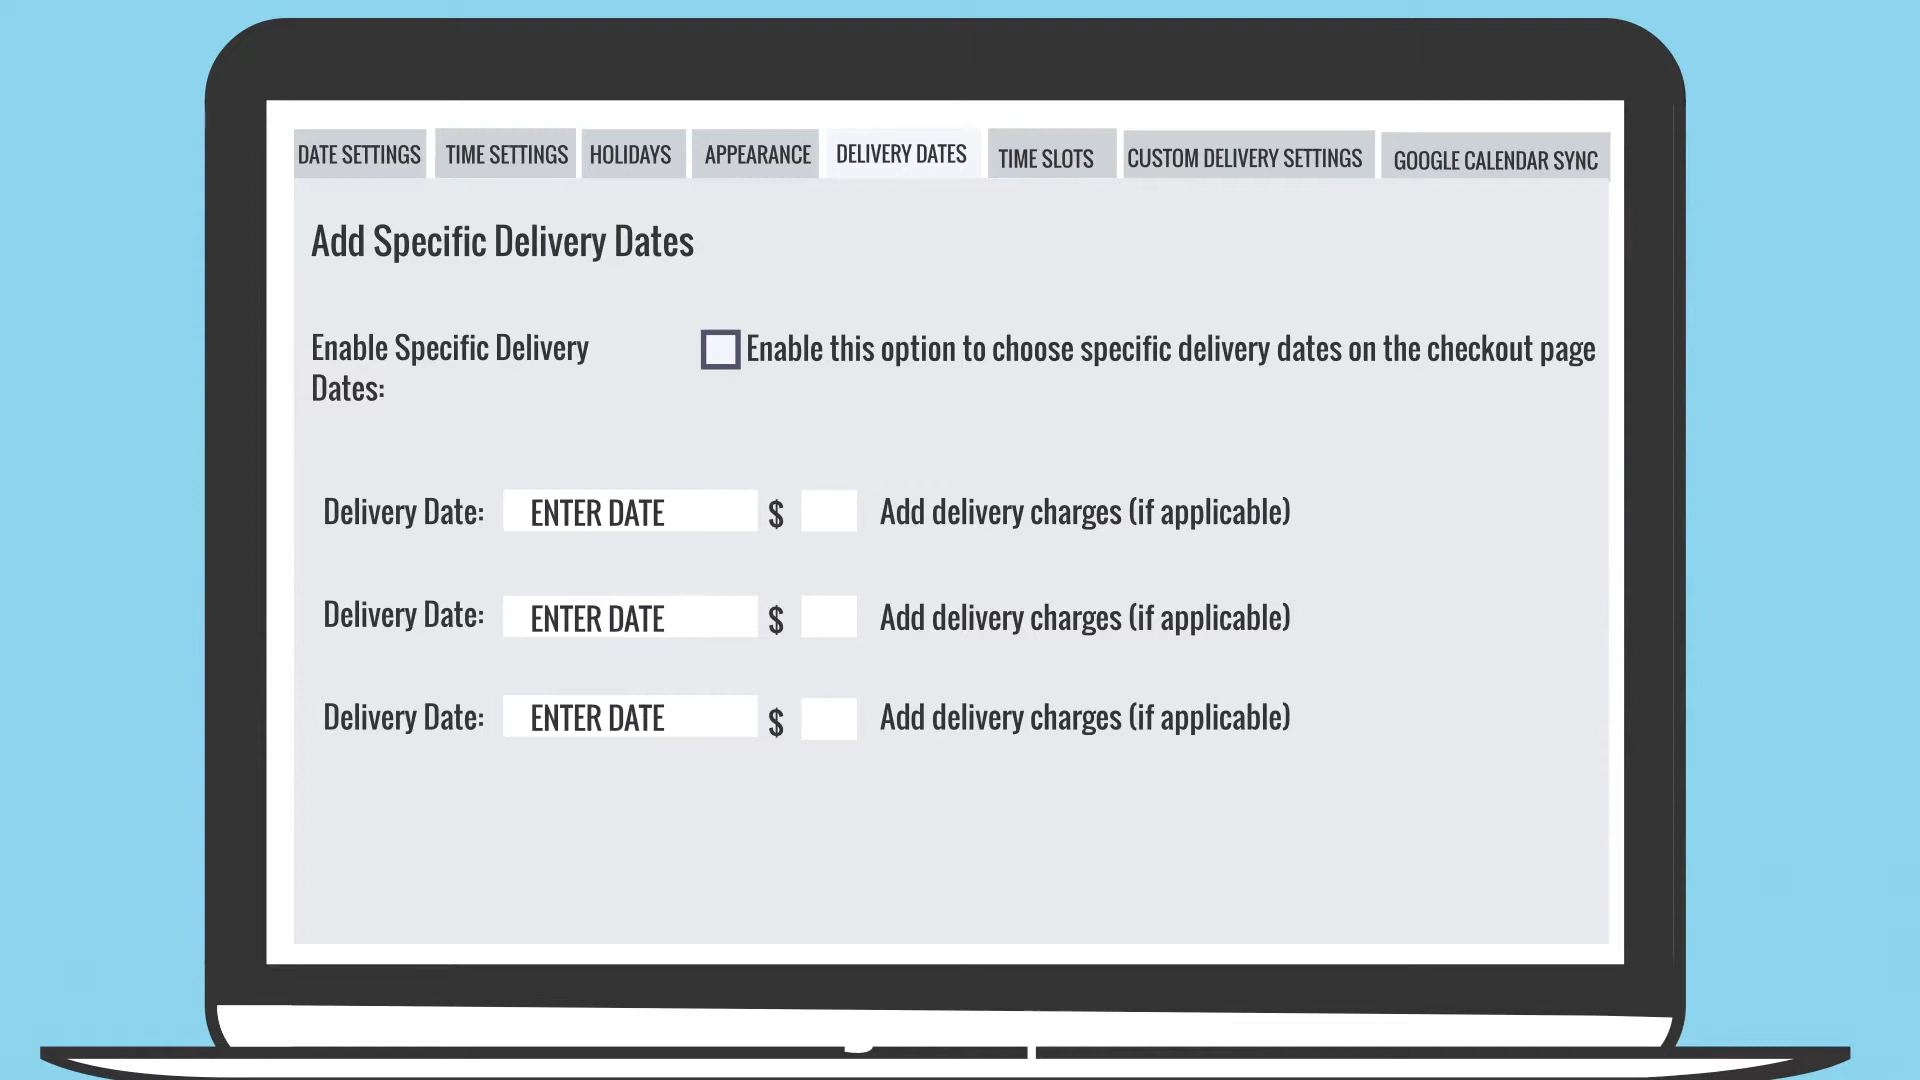 DATE SETTINGS TIME SETTINGS HOLIDAYS APPEARANCE DELIVERY DATES TIME SLOTS CUSTOM DELIVERY SETTINGS GOOGLE CALENDAR SYNC
Add Specific Delivery Dates
Enable Specific Delivery Enable this option to choose specific delivery dates on the checkout page
Dates:
Delivery Date: ENTER DATE $ Add delivery charges (if applicable)
Delivery Date: ENTER DATE $ Add delivery charges (if applicable)
Delivery Date: ENTER DATE $ Add delivery charges (if applicable)